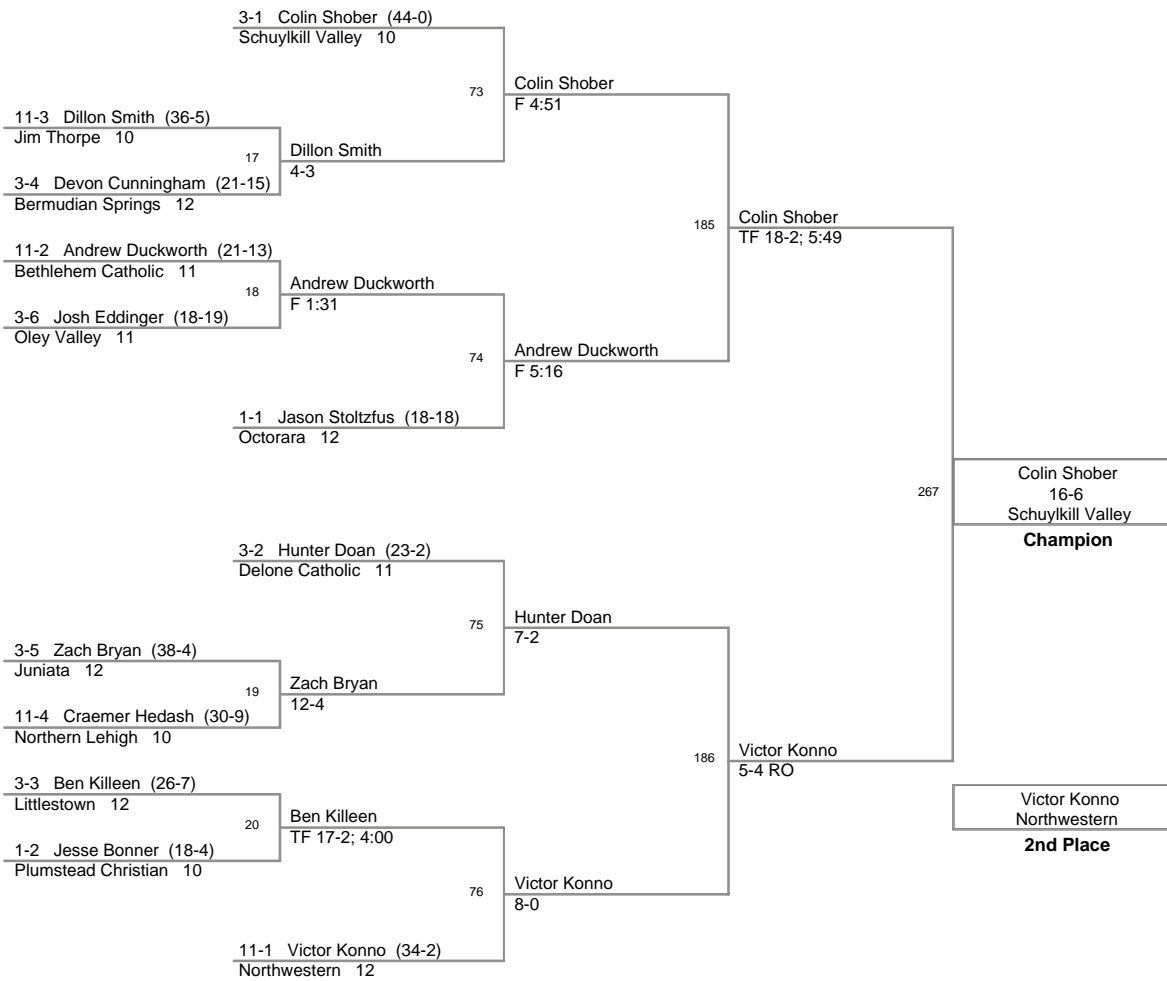 3-1 Colin Shober (44-0)
Schuylkill Valley 10
73
Colin Shober
F 4:51
11-3 Dillon Smith (36-5)
Jim Thorpe 10
17
Dillon Smith
4-3
3-4 Devon Cunningham (21-15)
Bermudian Springs 12
185
Colin Shober
TF 18-2; 5:49
11-2 Andrew Duckworth (21-13)
Bethlehem Catholic 11
18
Andrew Duckworth
F 1:31
3-6 Josh Eddinger (18-19)
Oley Valley 11
74
Andrew Duckworth
F 5:16
1-1 Jason Stoltzfus (18-18)
Octorara 12
267
Colin Shober
16-6
Schuylkill Valley
Champion
3-2 Hunter Doan (23-2)
Delone Catholic 11
75
Hunter Doan
7-2
3-5 Zach Bryan (38-4)
Juniata 12
19
Zach Bryan
12-4
11-4 Craemer Hedash (30-9)
Northern Lehigh 10
186
Victor Konno
5-4 RO
3-3 Ben Killeen (26-7)
Littlestown 12
20
Ben Killeen
TF 17-2; 4:00
1-2 Jesse Bonner (18-4)
Plumstead Christian 10
76
Victor Konno
8-0
11-1 Victor Konno (34-2)
Northwestern 12
Victor Konno
Northwestern
2nd Place